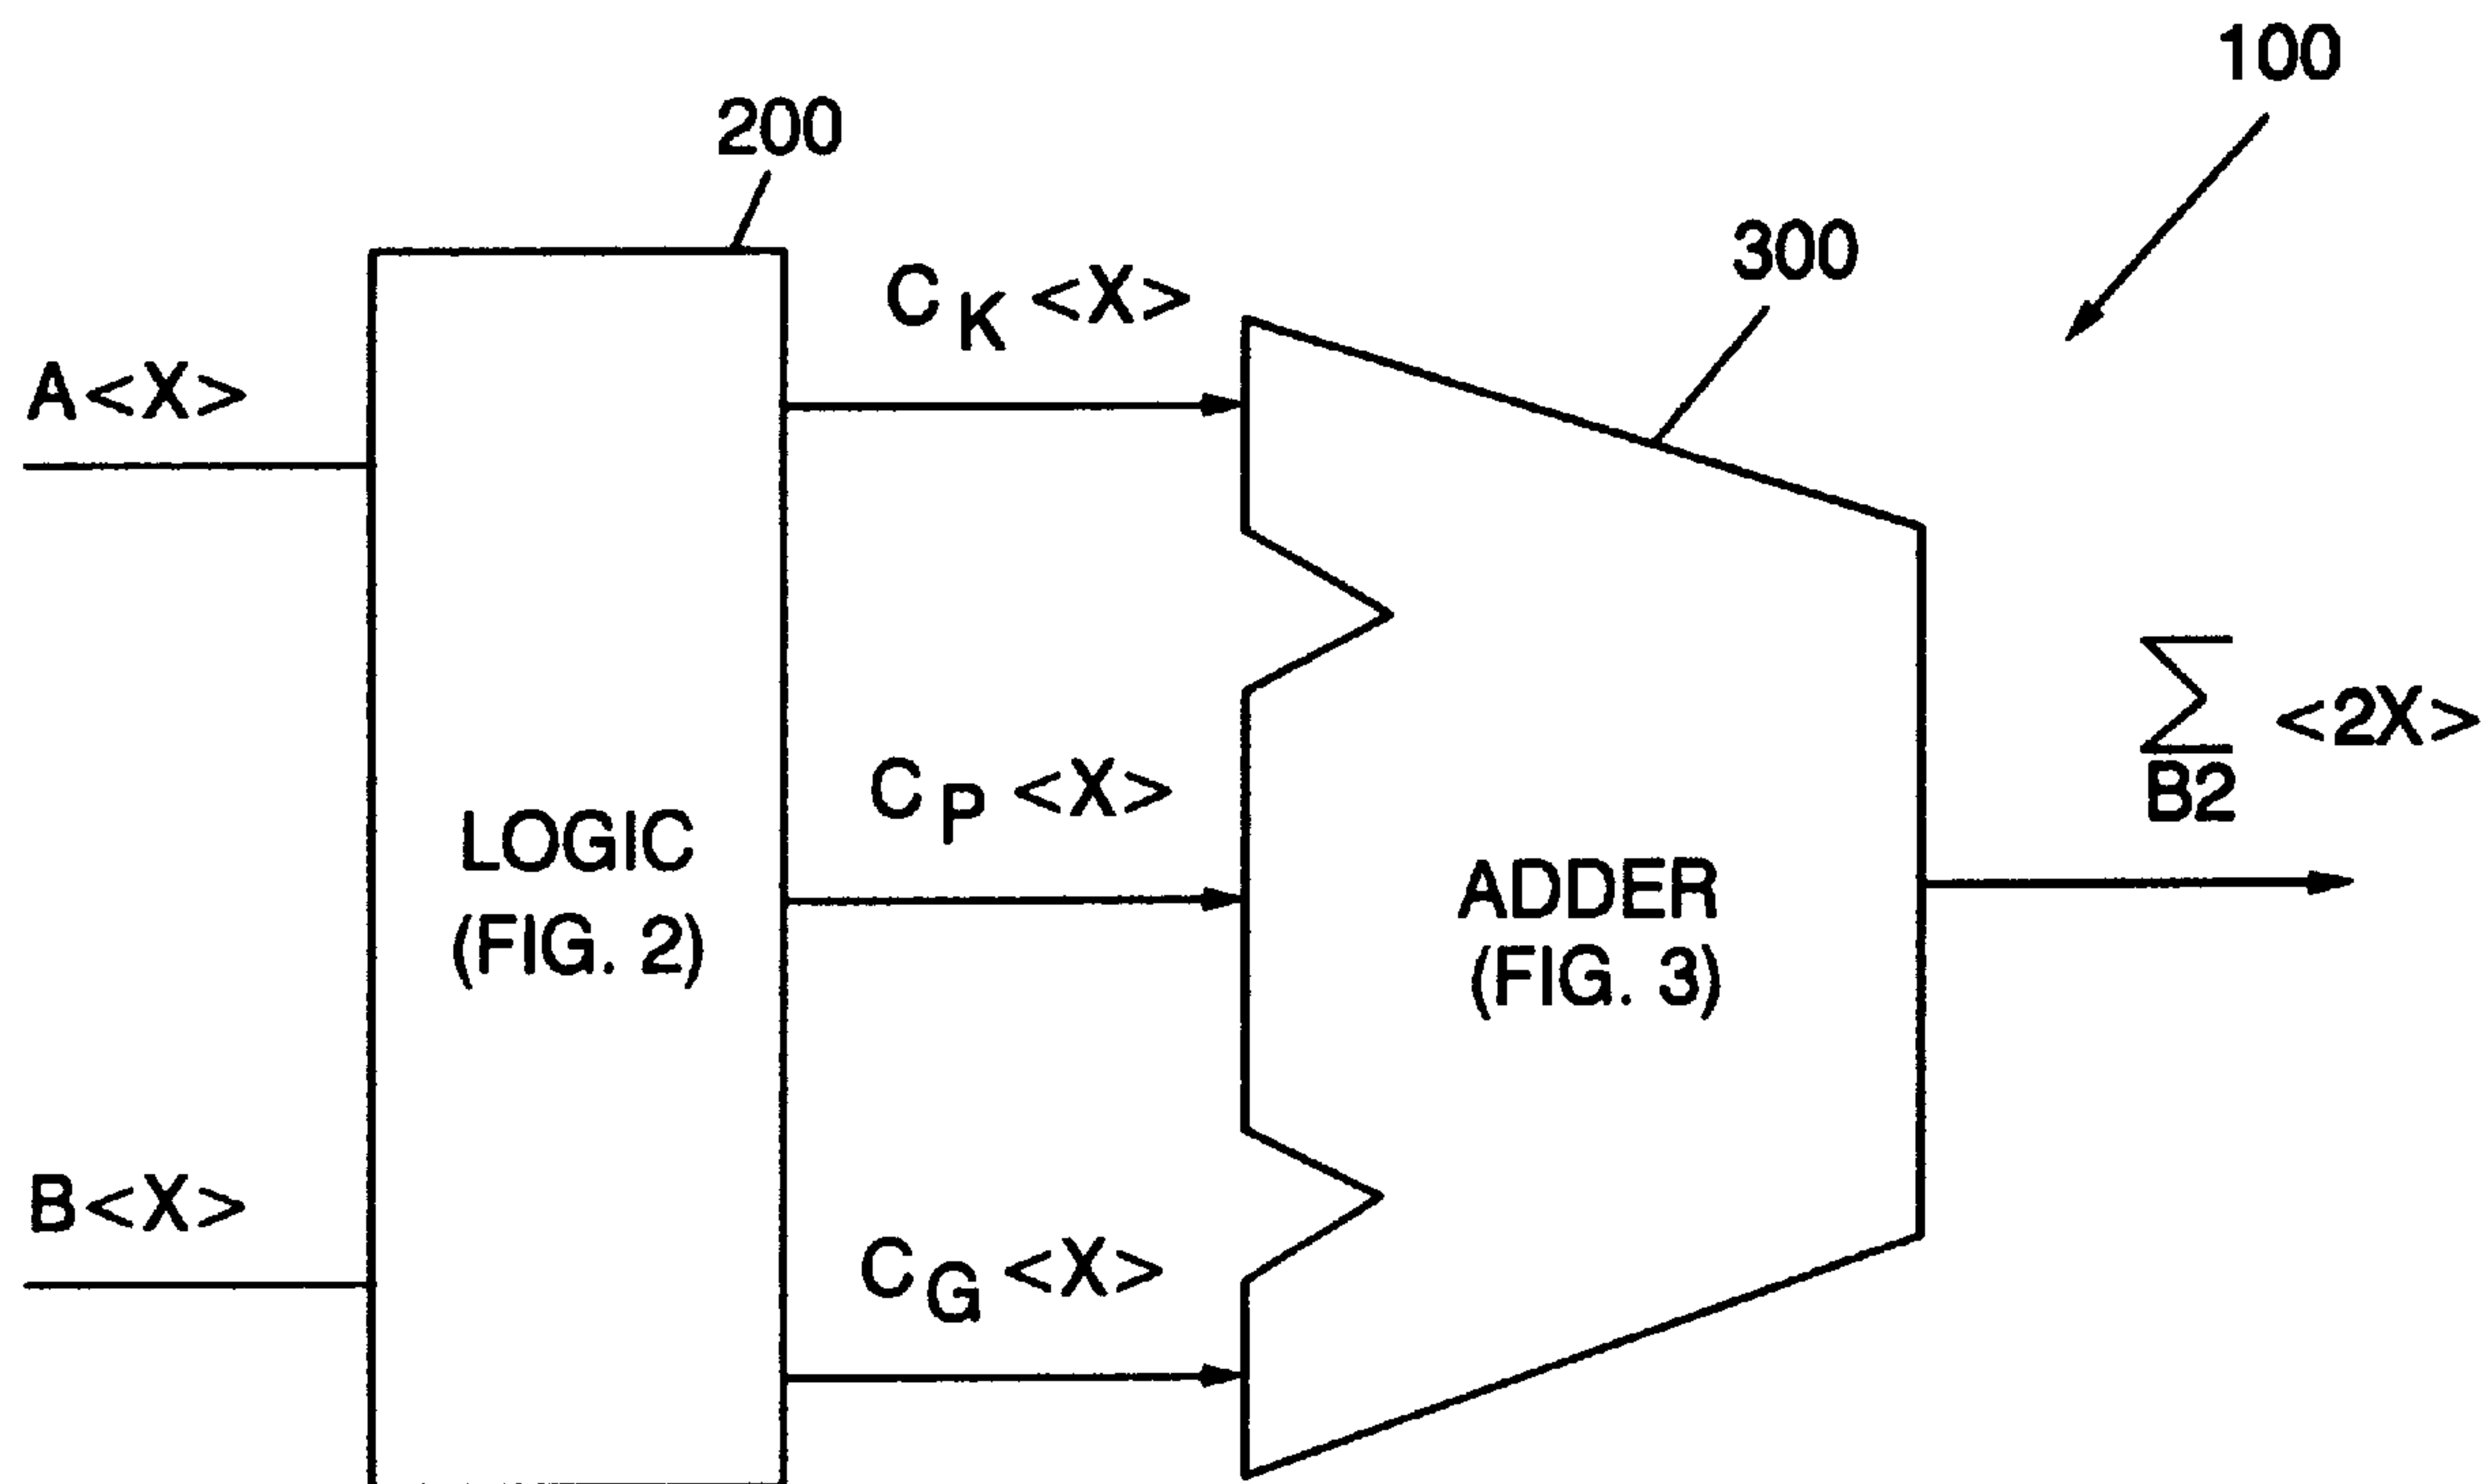 100
200
300
C K <X>
A<X>
∑ <2X>
B2
C P <X>
LOGIC
(FIG. 2)
ADDER
(FIG. 3)
B<X>
C G <X>